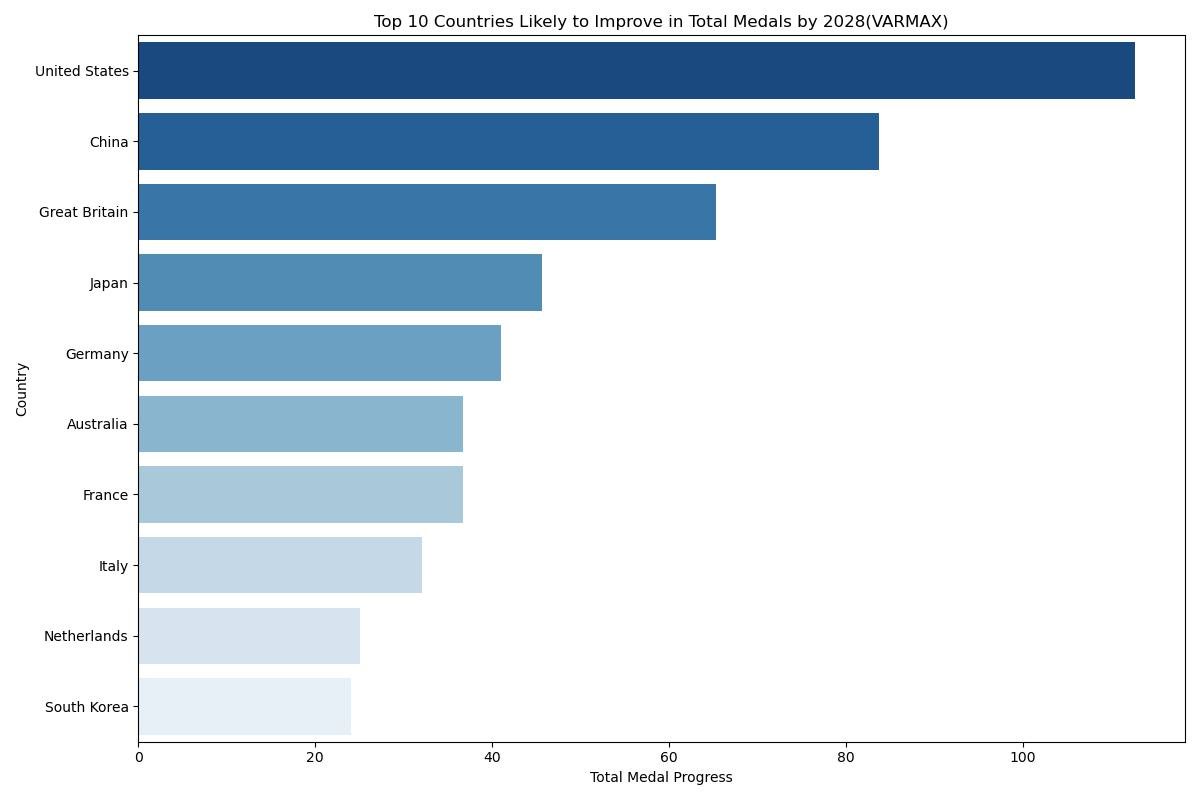 Top 10 Countries Likely to Improve in Total Medals by 2028(VARMAX)
United States
China
Great Britain
Japan
Germany
Australia
France
Italy
Netherlands
South Korea
Country
0 20 40 60 80 100
Total Medal Progress